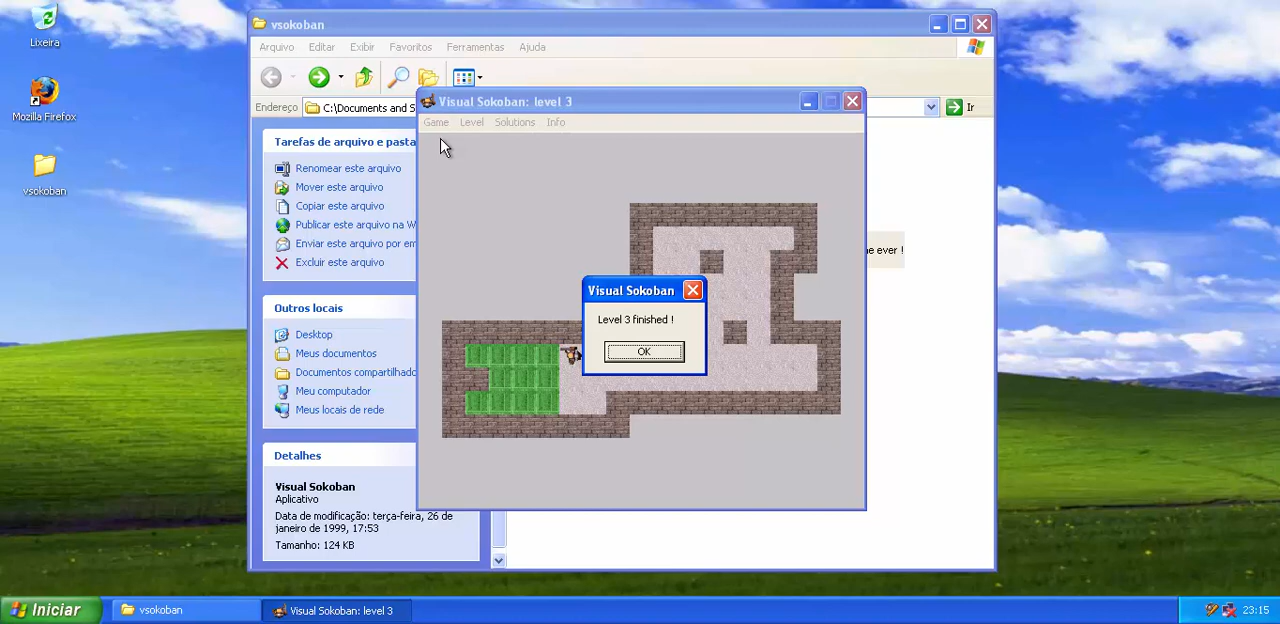 Lixeira
Mozilla Firefox
vsokoban
vsokoban
Arquivo Editar Exibir Favoritos Ferramentas Ajuda
Endereço C:\Documents and S Ir
Tarefas de arquivo e pasta
Renomear este arquivo
Mover este arquivo
Copiar este arquivo
Publicar este arquivo na W
Enviar este arquivo por em
Excluir este arquivo
Outros locais
Desktop
Meus documentos
Documentos compartilhado
Meu computador
Meus locais de rede
Detalhes
Visual Sokoban
Aplicativo
Data de modificação: terça-feira, 26 de
janeiro de 1999, 17:53
Tamanho: 124 KB
Visual Sokoban: level 3
Game Level Solutions Info
e ever !
Visual Sokoban
Level 3 finished !
OK
Iniciar
vsokoban
Visual Sokoban: level 3
23:15